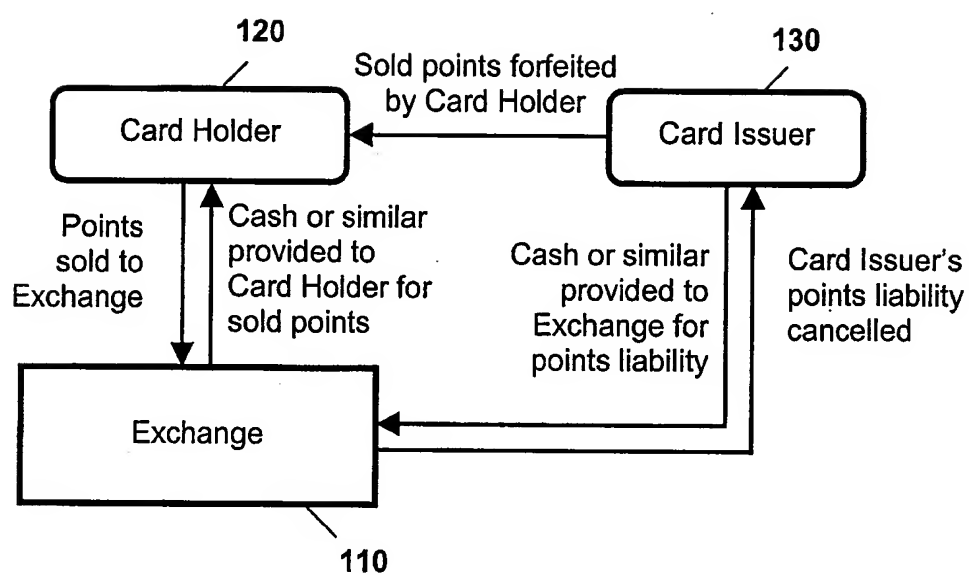 120
130
Sold points forfeited
by Card Holder
Card Holder
Card Issuer
Points
sold to
Exchange
Cash or similar
provided to
Card Holder for
sold points
Cash or similar
provided to
Exchange for
points liability
Card Issuer's
points liability
cancelled
Exchange
110